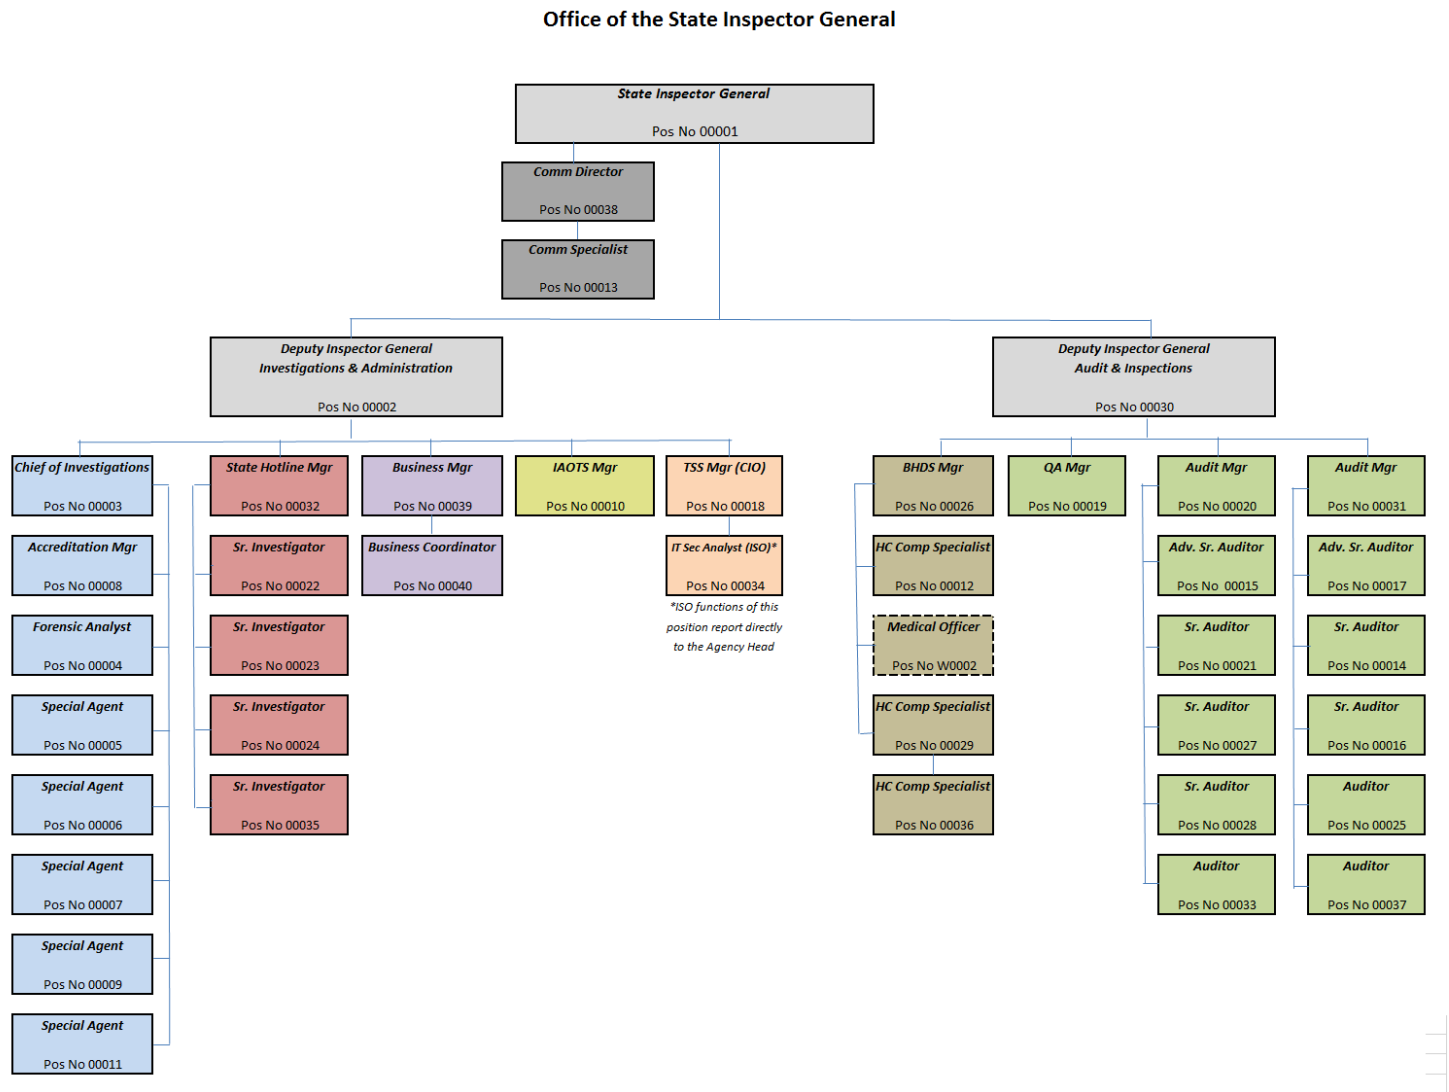 Office of the State Inspector General
State Inspector General
Pos No 00001
Comm Director
Pos No 00038
Comm Specialist
Pos No 00013
Deputy Inspector General
Investigations & Administration
Pos No 00002
Deputy Inspector General
Audit & Inspections
Pos No 00030
Chief of Investigations
Pos No 00003
Accreditation Mgr
Pos No 00008
Forensic Analyst
Pos No 00004
Special Agent
Pos No 00005
Special Agent
Pos No 00006
Special Agent
Pos No 00007
Special Agent
Pos No 00009
Special Agent
Pos No 00011
State Hotline Mgr
Pos No 00032
Sr. Investigator
Pos No 00022
Sr. Investigator
Pos No 00023
Sr. Investigator
Pos No 00024
Sr. Investigator
Pos No 00035
Business Mgr
Pos No 00039
Business Coordinator
Pos No 00040
IAOTS Mgr
Pos No 00010
TSS Mgr (CIO)
Pos No 00018
IT Sec Analyst (ISO)*
Pos No 00034
*ISO functions of this
position report directly
to the Agency Head
BHDS Mgr
Pos No 00026
HC Comp Specialist
Pos No 00012
Medical Officer
Pos No W0002
HC Comp Specialist
Pos No 00029
HC Comp Specialist
Pos No 00036
QA Mgr
Pos No 00019
Audit Mgr
Pos No 00020
Adv. Sr. Auditor
Pos No  00015
Sr. Auditor
Pos No 00021
Sr. Auditor
Pos No 00027
Sr. Auditor
Pos No 00028
Auditor
Pos No 00033
Audit Mgr
Pos No 00031
Adv. Sr. Auditor
Pos No 00017
Sr. Auditor
Pos No 00014
Sr. Auditor
Pos No 00016
Auditor
Pos No 00025
Auditor
Pos No 00037